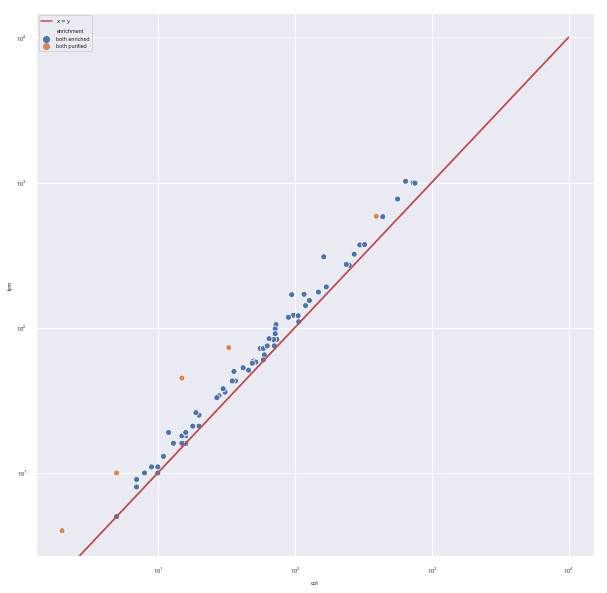 x = y
enrichment
both enriched
both purified
10⁴
10³
10²
10¹
10¹
10²
10³
10⁴